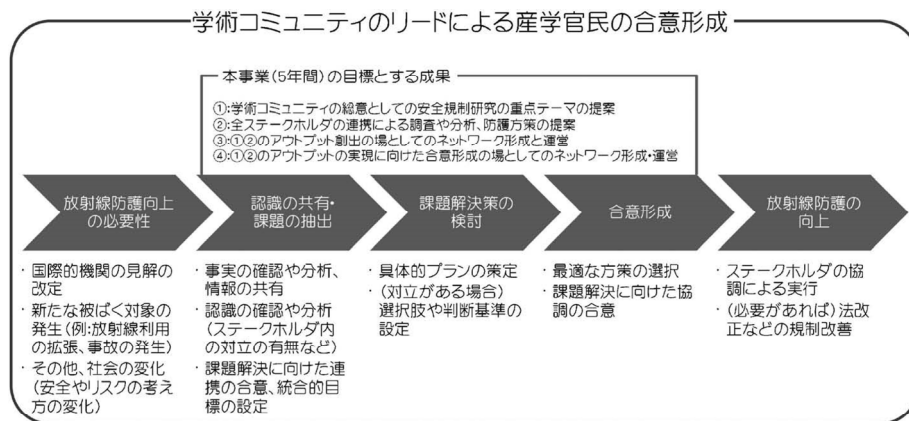 学術コミュニティのリードによる産学官民の合意形成
本事業(5年間)の目標とする成果
①:学術コミュニティの総意としての安全規制研究の重点テーマの提案
②:全ステークホルダの連携による調査や分析、防護方策の提案
③:①②のアウトプット創出の場としてのネットワーク形成と運営
④:①②のアウトプットの実現に向けた合意形成の場としてのネットワーク形成・運営
放射線防護向上
の必要性
認識の共有・
課題の抽出
課題解決策の
検討
合意形成
放射線防護の
向上
・国際的機関の見解の
改定
・新たな被ばく対象の
発生(例:放射線利用
の拡張、事故の発生)
・その他、社会の変化
(安全やリスクの考え
方の変化)
・事実の確認や分析、
情報の共有
・認識の確認や分析
(ステークホルダ内
の対立の有無など)
・課題解決に向けた連
携の合意、統合的目
標の設定
・具体的プランの策定
・(対立がある場合)
選択肢や判断基準の
設定
・最適な方策の選択
・課題解決に向けた協
調の合意
・ステークホルダの協
調による実行
・(必要があれば)法改
正などの規制改善